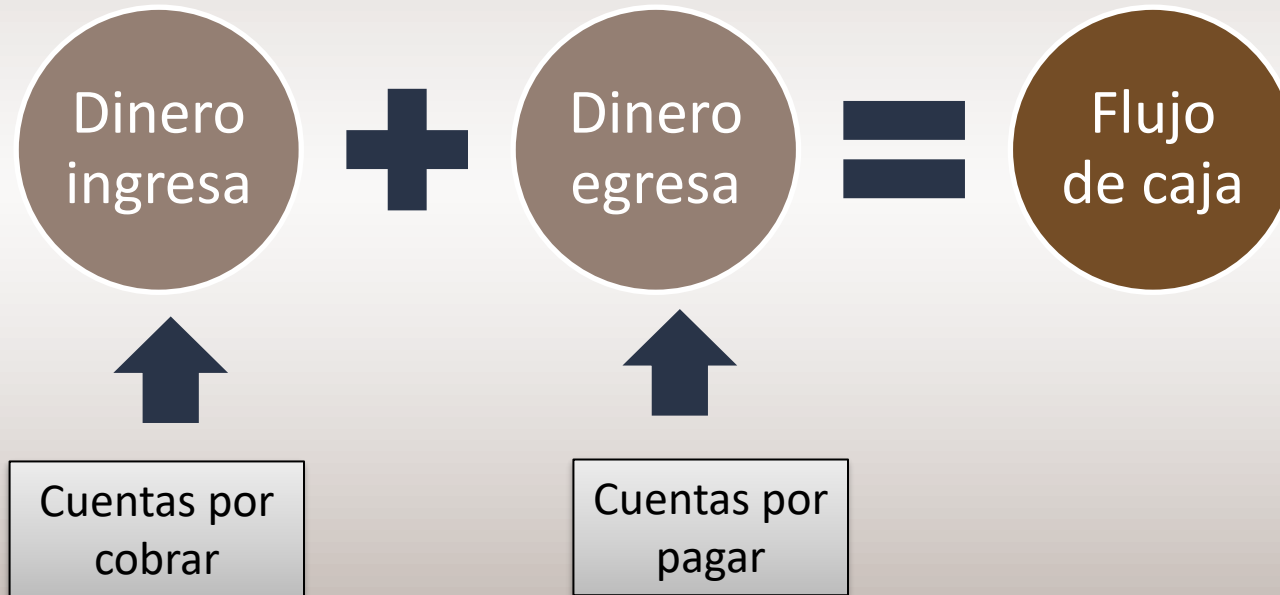 Dinero
ingresa
Dinero
egresa
Flujo
de caja
Cuentas por
cobrar
Cuentas por
pagar